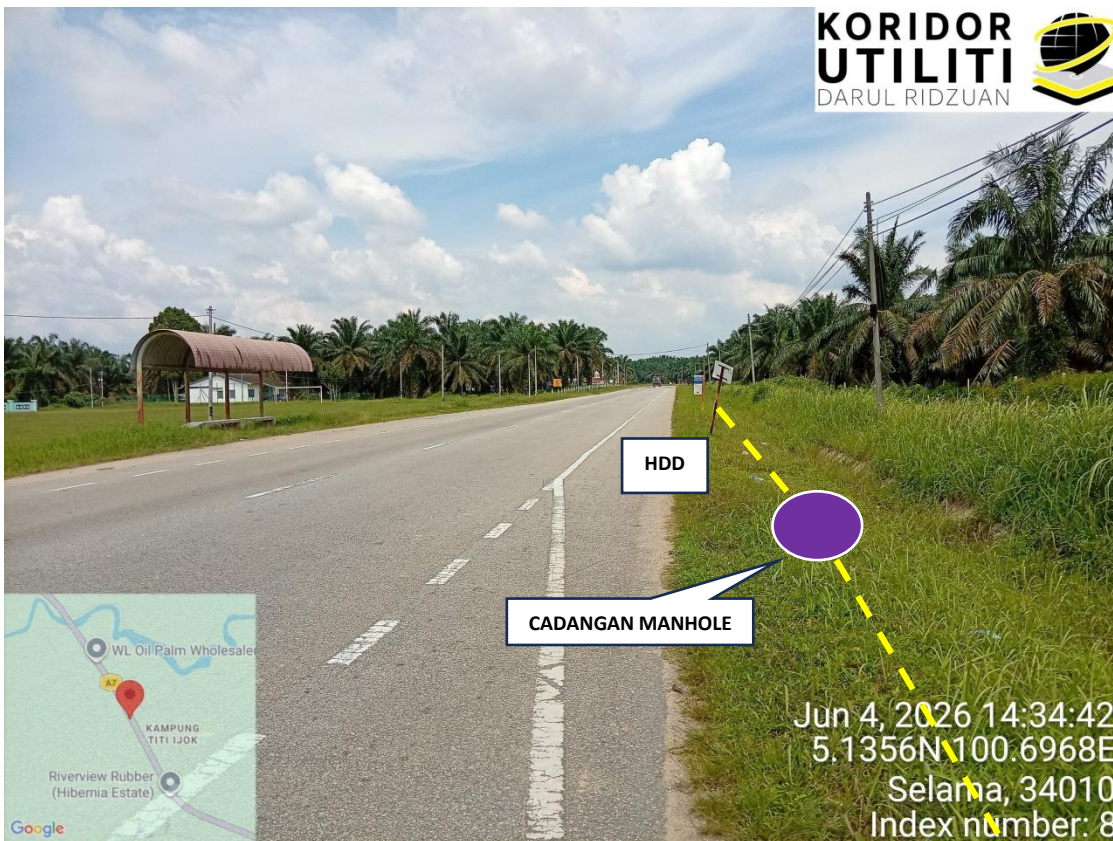 KORIDOR
UTILITI
DARUL RIDZUAN
HDD
CADANGAN MANHOLE
WL Oil Palm Wholesaler
A7
KAMPUNG
TITI IJOK
Riverview Rubber
(Hibernia Estate)
Google
Jun 4, 2026 14:34:42
5.1356N 100.6968E
Selama, 34010
Index number: 8